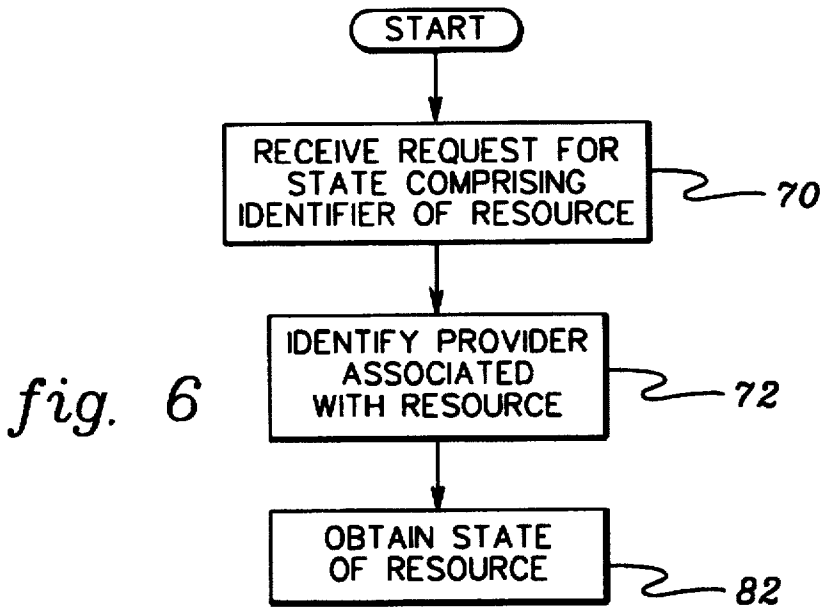 START
RECEIVE REQUEST FOR
STATE COMPRISING
IDENTIFIER OF RESOURCE
70
IDENTIFY PROVIDER
ASSOCIATED
WITH RESOURCE
72
fig. 6
OBTAIN STATE
OF RESOURCE
82